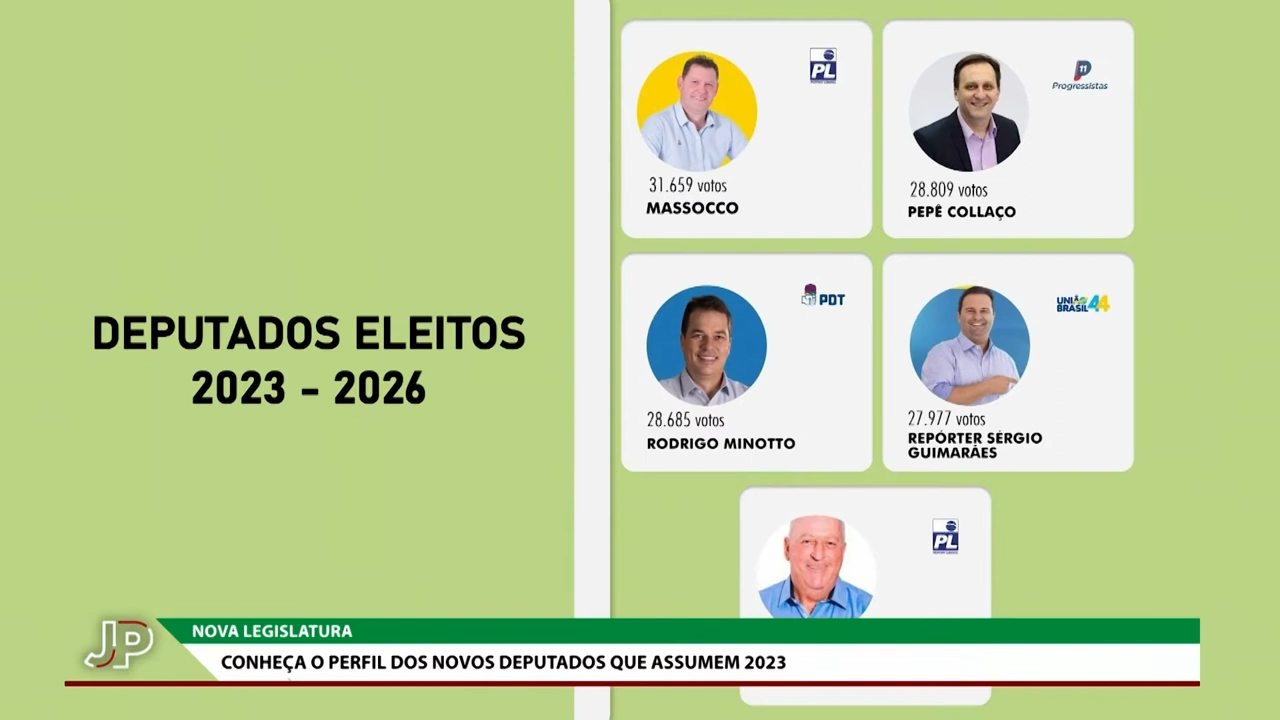 DEPUTADOS ELEITOS
2023 - 2026
PL
31.659 votos
MASSOCCO
11
Progressistas
28.809 votos
PEPÊ COLLAÇO
PDT
28.685 votos
RODRIGO MINOTTO
UNIÃO
BRASIL 44
27.977 votos
REPÓRTER SÉRGIO
GUIMARÃES
PL
JP
NOVA LEGISLATURA
CONHEÇA O PERFIL DOS NOVOS DEPUTADOS QUE ASSUMEM 2023